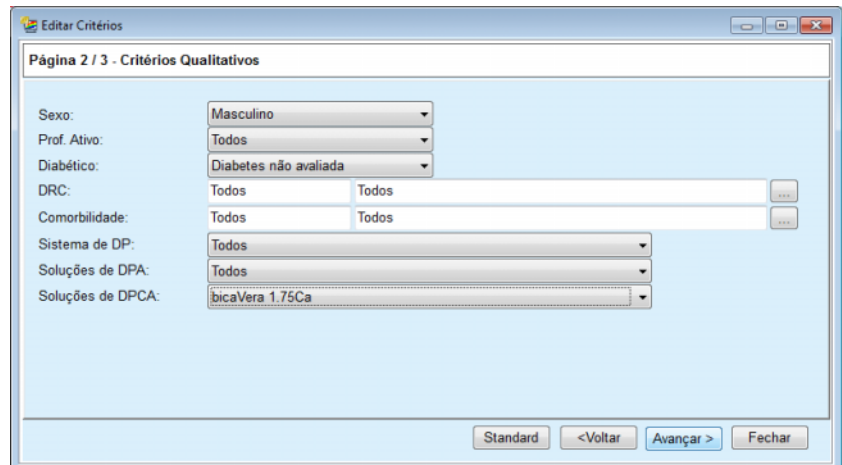 Editar Critérios
Página 2 / 3 - Critérios Qualitativos
Sexo: Masculino
Prof. Ativo: Todos
Diabético: Diabetes não avaliada
DRC: Todos Todos ...
Comorbilidade: Todos Todos ...
Sistema de DP: Todos
Soluções de DPA: Todos
Soluções de DPCA: bicaVera 1.75Ca
Standard <Voltar Avançar > Fechar